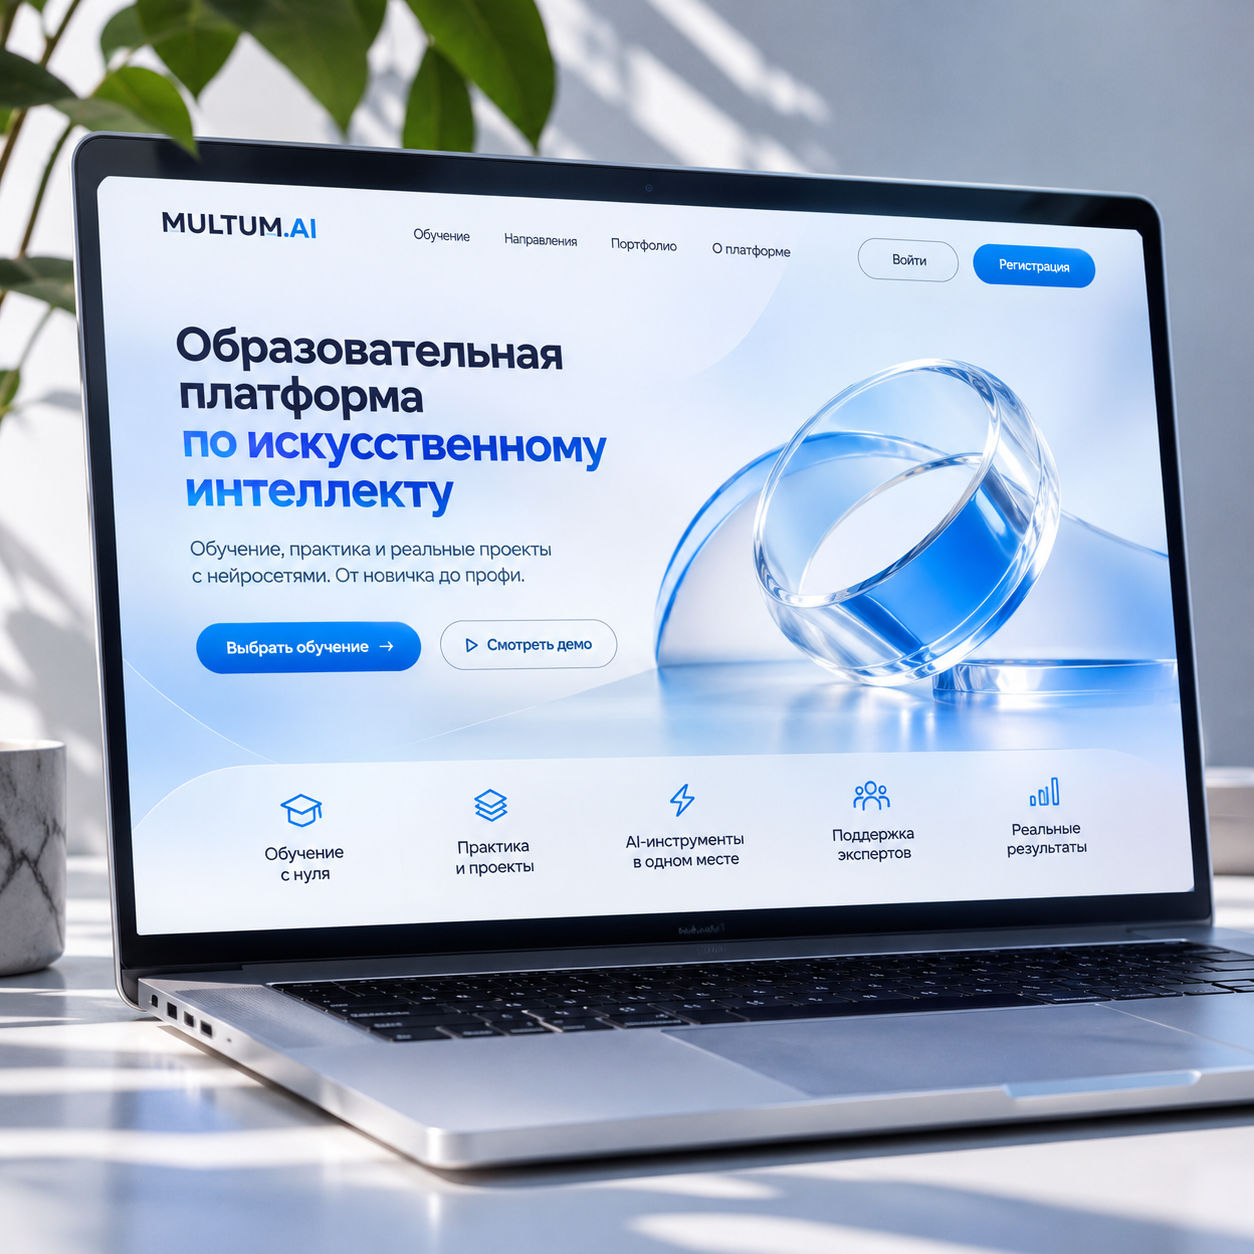 MULTUM.AI
Обучение
Направления
Портфолио
О платформе
Войти
Регистрация
Образовательная
платформа
по искусственному
интеллекту
Обучение, практика и реальные проекты
с нейросетями. От новичка до профи.
Выбрать обучение →
Смотреть демо
Обучение
с нуля
Практика
и проекты
AI-инструменты
в одном месте
Поддержка
экспертов
Реальные
результаты